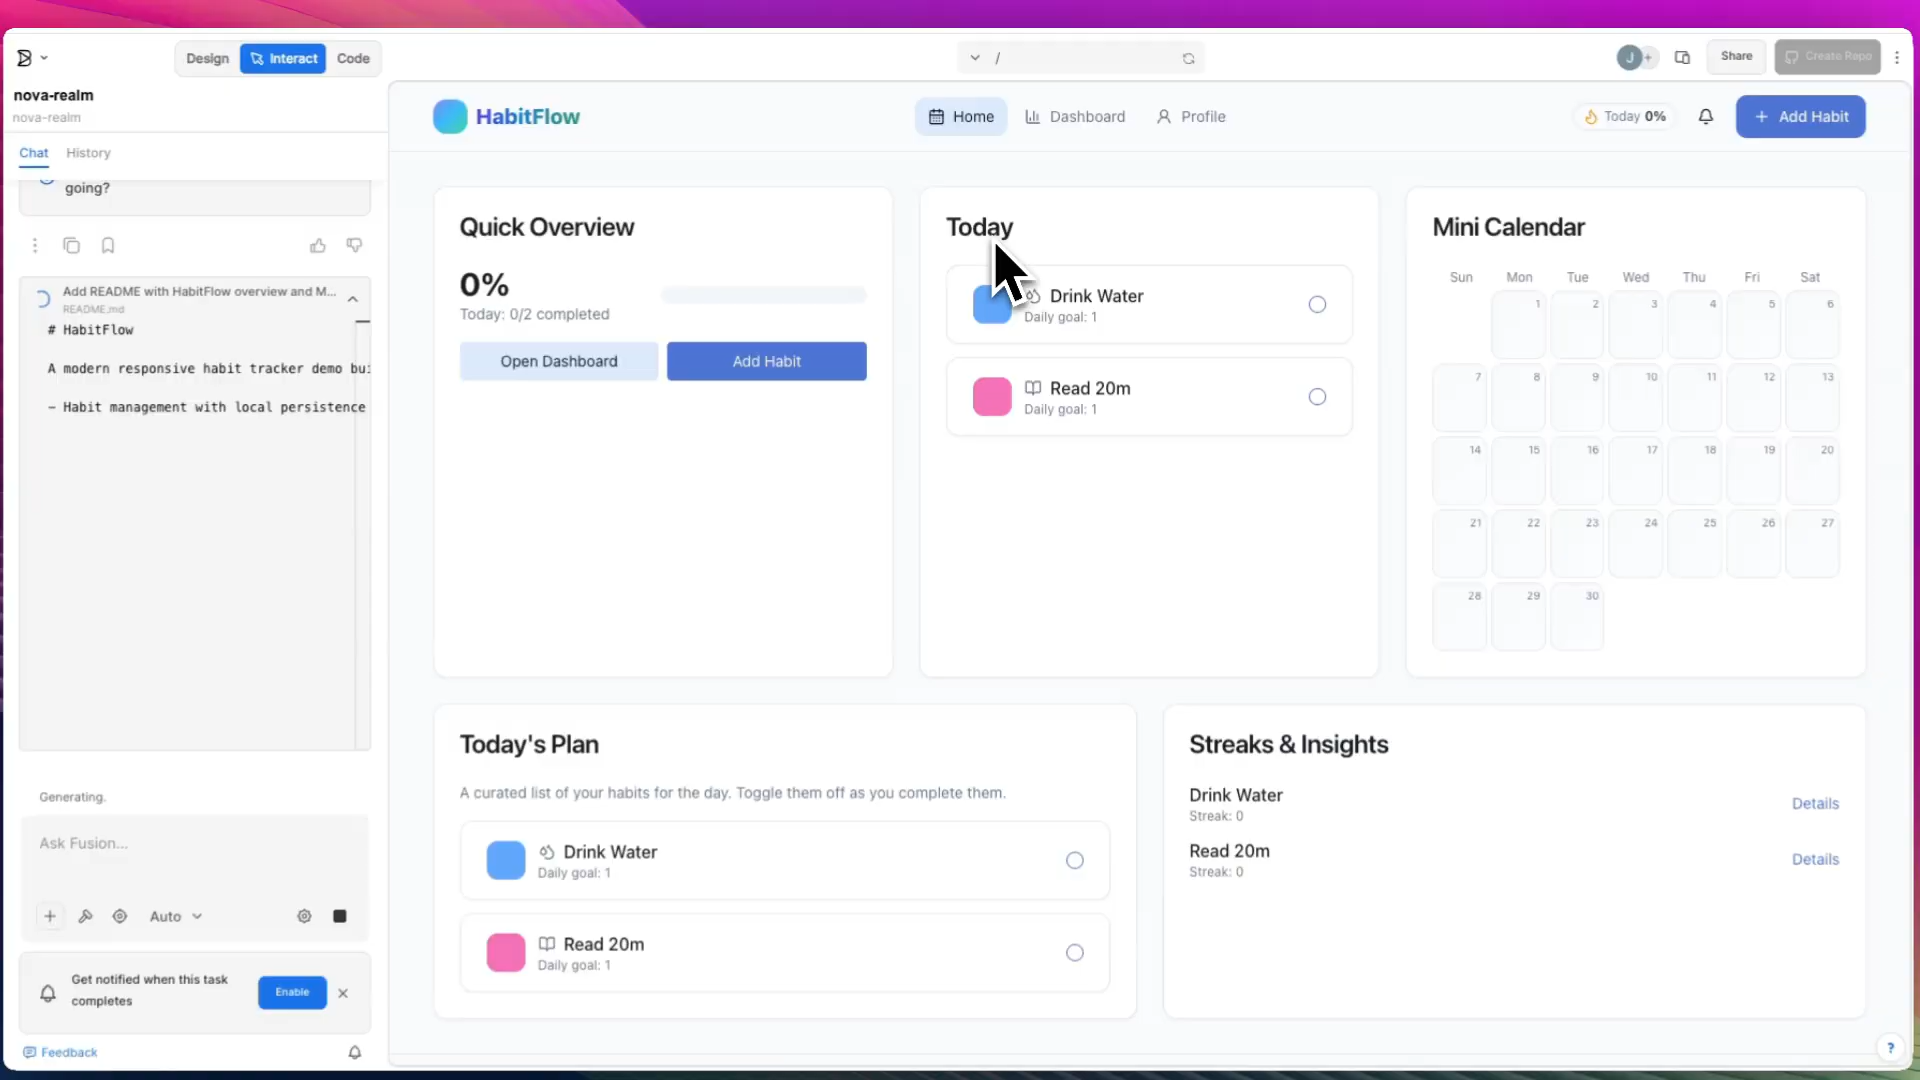 Design
Interact
Code
/
J
+
Share
Create Repo
nova-realm
nova-realm
Chat
History
going?
Add README with HabitFlow overview and M...
README.md
# HabitFlow
A modern responsive habit tracker demo bui
- Habit management with local persistence
Generating.
Ask Fusion...
Auto
Get notified when this task
completes
Enable
Feedback
HabitFlow
Home
Dashboard
Profile
Today 0%
+ Add Habit
Quick Overview
0%
Today: 0/2 completed
Open Dashboard
Add Habit
Today
Drink Water
Daily goal: 1
Read 20m
Daily goal: 1
Mini Calendar
Sun Mon Tue Wed Thu Fri Sat
1 2 3 4 5 6
7 8 9 10 11 12 13
14 15 16 17 18 19 20
21 22 23 24 25 26 27
28 29 30
Today's Plan
A curated list of your habits for the day. Toggle them off as you complete them.
Drink Water
Daily goal: 1
Read 20m
Daily goal: 1
Streaks & Insights
Drink Water
Streak: 0
Details
Read 20m
Streak: 0
Details
?